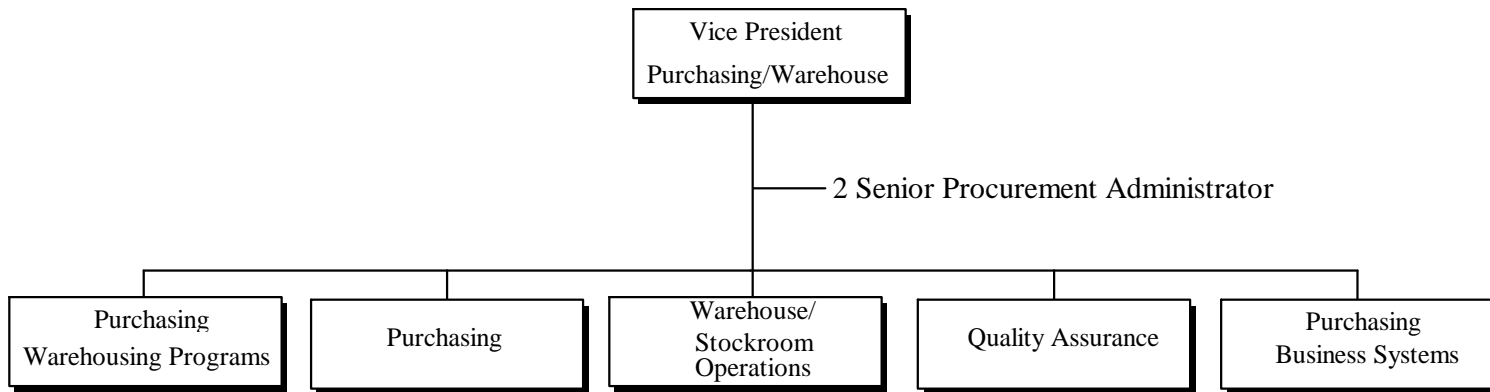 Vice President
Purchasing/Warehouse
2 Senior Procurement Administrator
Purchasing
Warehousing Programs
Purchasing
Warehouse/
Stockroom
Operations
Quality Assurance
Purchasing
Business Systems